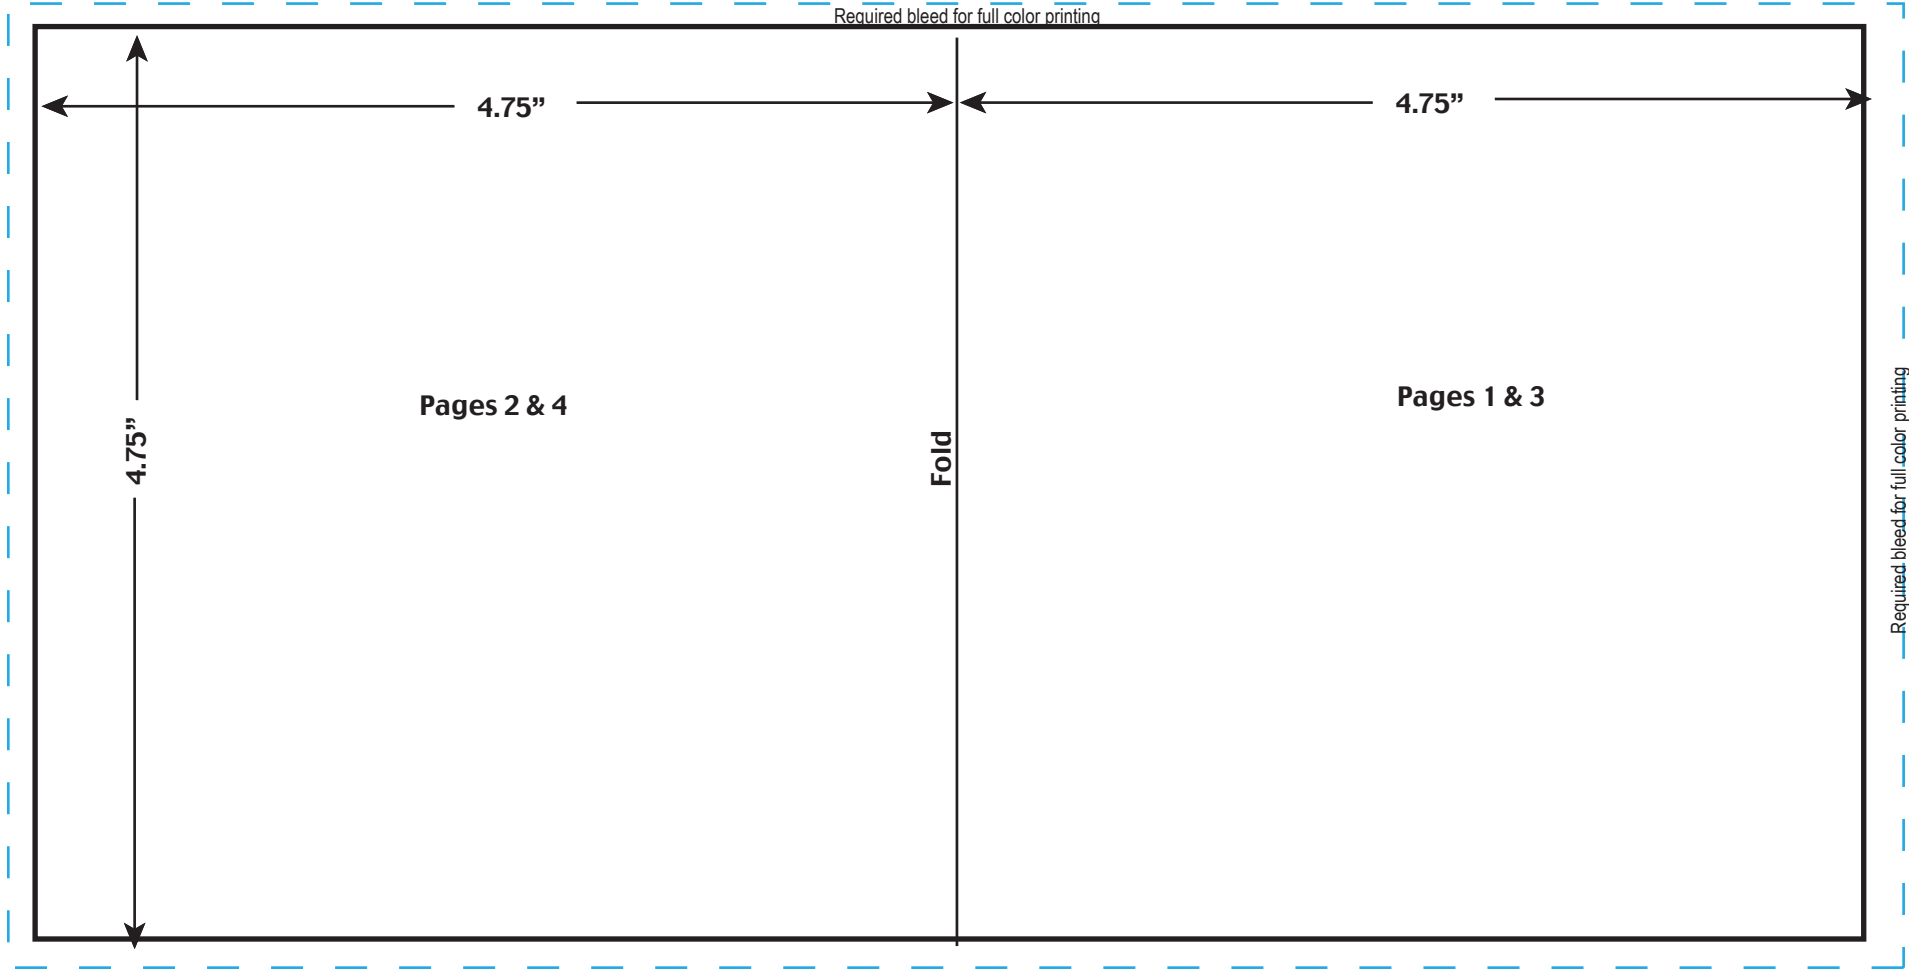 Required bleed for full color printing
4.75”
4.75”
Pages 2 & 4
Pages 1 & 3
4.75”
Fold
Required bleed for full color printing